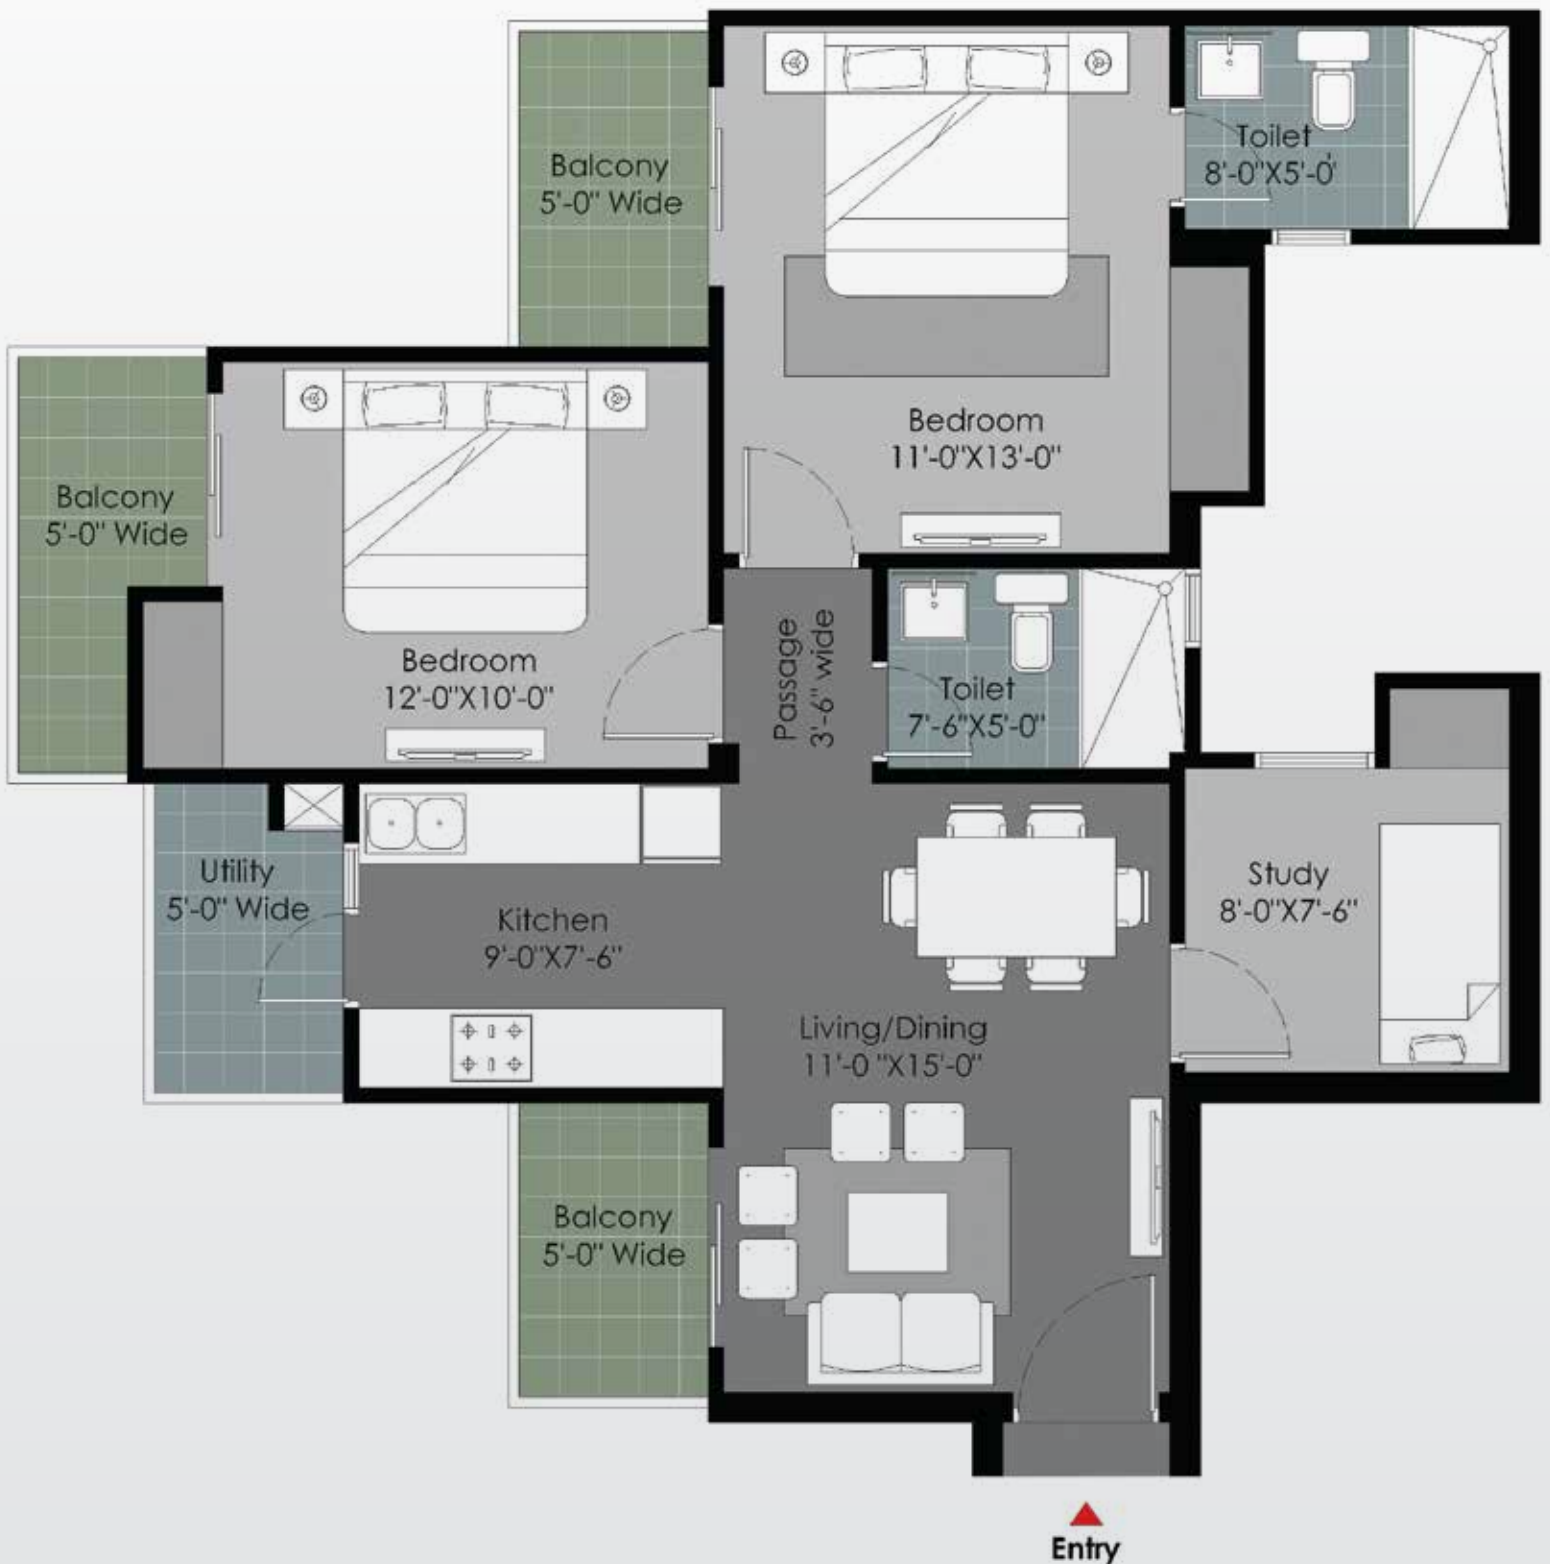 Balcony
5'-0" Wide
Toilet
8'-0"X5'-0'
Bedroom
11'-0"X13'-0"
Balcony
5'-0" Wide
Bedroom
12'-0"X10'-0"
Passage
3'-6" wide
Toilet
7'-6"X5'-0"
Utility
5'-0" Wide
Kitchen
9'-0"X7'-6"
Study
8'-0"X7'-6"
Living/Dining
11'-0 "X15'-0"
Balcony
5'-0" Wide
Entry